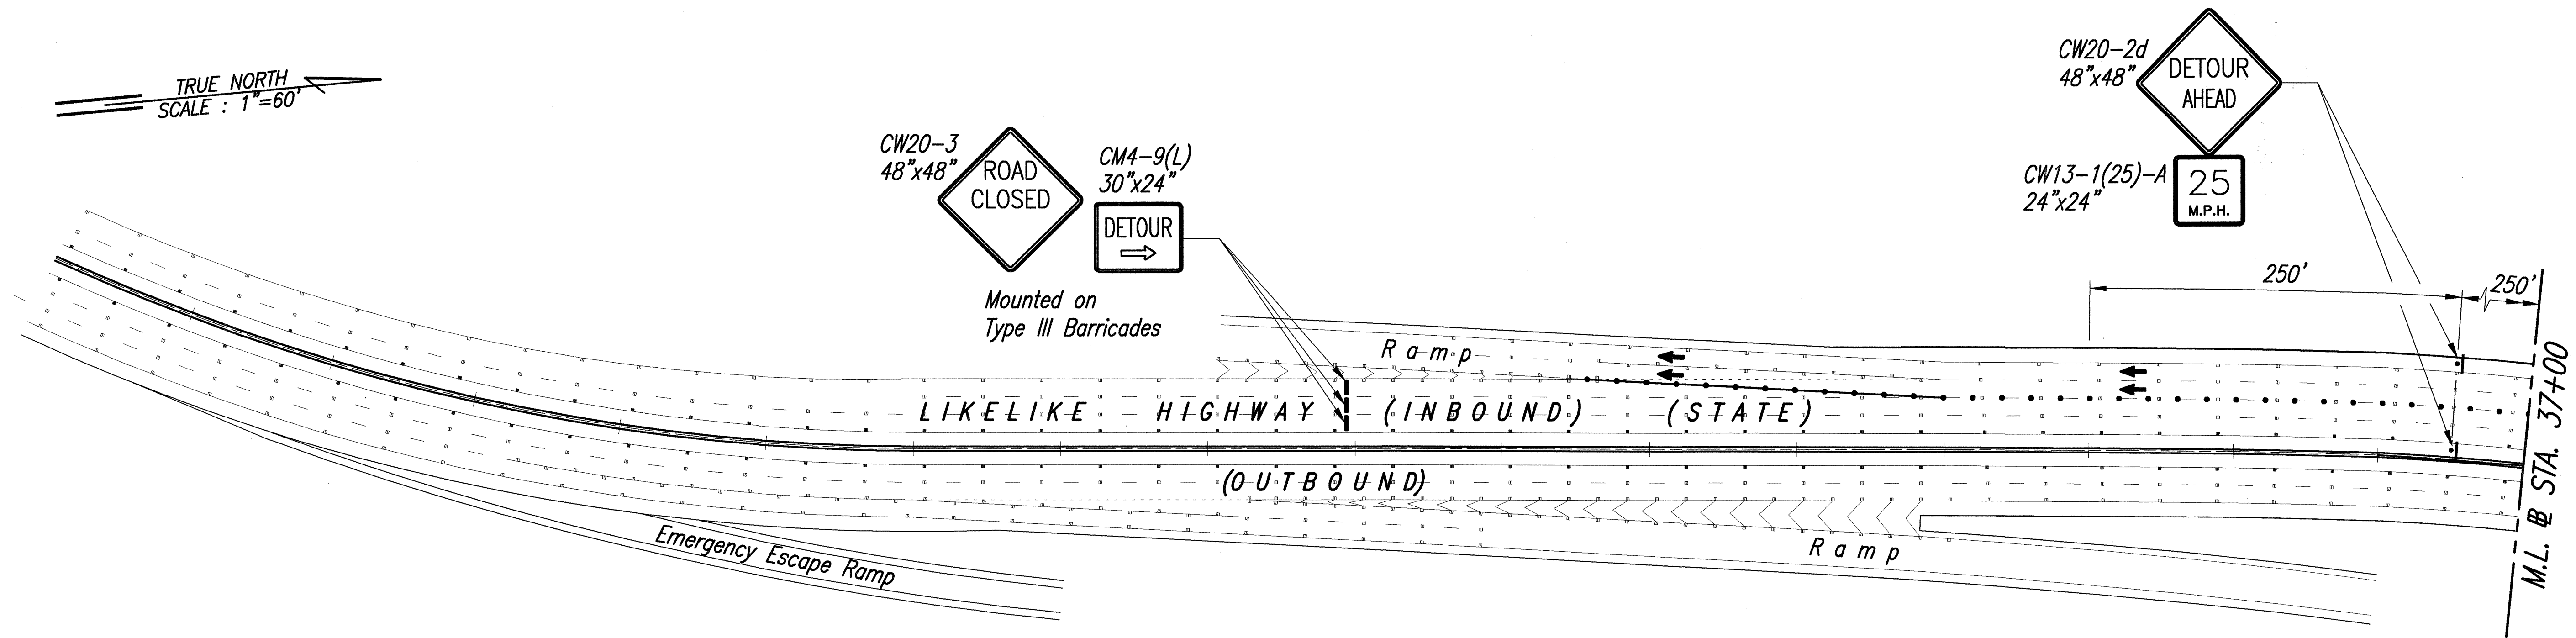 TRUE NORTH
SCALE : 1"=60'
CW20-3
48"x48"
ROAD
CLOSED
CM4-9(L)
30"x24"
DETOUR
Mounted on
Type III Barricades
CW20-2d
48"x48"
DETOUR
AHEAD
CW13-1(25)-A
24"x24"
25
M.P.H.
250'
250'
Ramp
LIKELIKE HIGHWAY (INBOUND) (STATE)
(OUTBOUND)
Ramp
Emergency Escape Ramp
M.L. ⅊ STA. 37+00